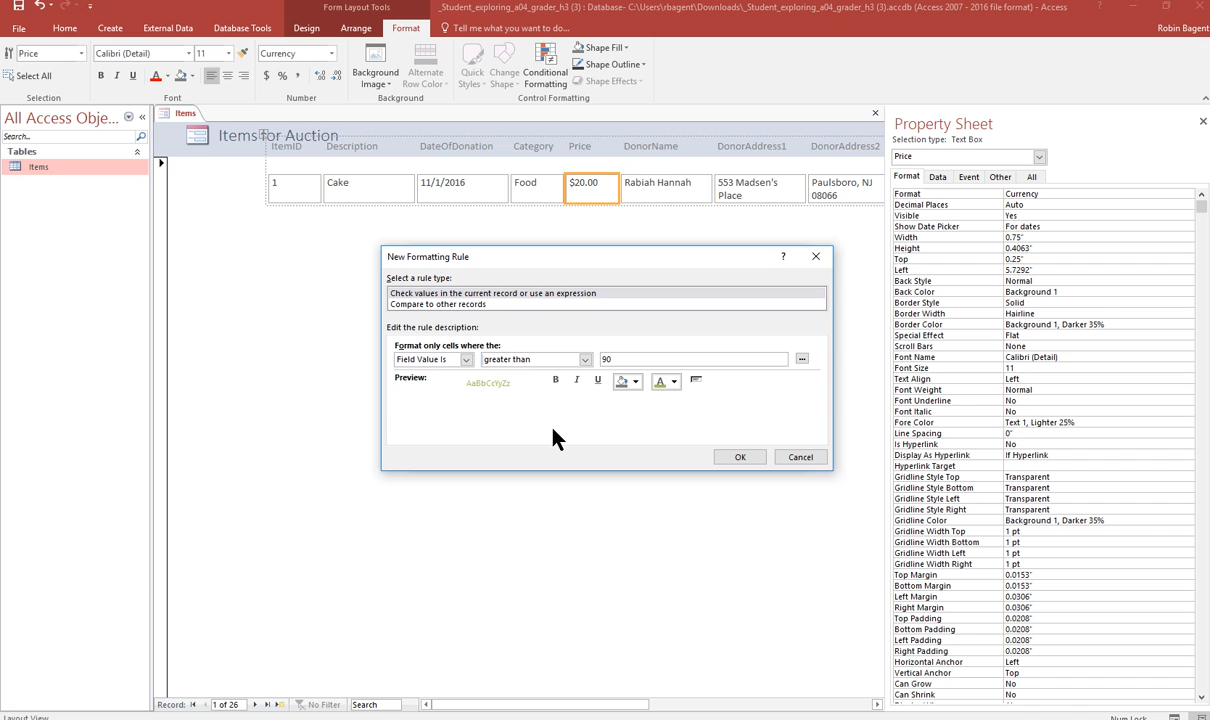 Form Layout Tools
_Student_exploring_a04_grader_h3 (3) : Database- C:\Users\rbagent\Downloads\_Student_exploring_a04_grader_h3 (3).accdb (Access 2007 - 2016 file format) - Access
File Home Create External Data Database Tools Design Arrange Format Tell me what you want to do... Robin Bagent
Price Calibri (Detail) 11 Currency
Select All B I U A $ % , Background Image Alternate Row Color Quick Styles Change Shape Conditional Formatting Shape Fill Shape Outline Shape Effects
Selection Font Number Background Control Formatting
All Access Obje...
Search...
Tables
Items
Items
Items for Auction
ItemID Description DateOfDonation Category Price DonorName DonorAddress1 DonorAddress2
1 Cake 11/1/2016 Food $20.00 Rabiah Hannah 553 Madsen's Place Paulsboro, NJ 08066
New Formatting Rule ?
Select a rule type:
Check values in the current record or use an expression
Compare to other records
Edit the rule description:
Format only cells where the:
Field Value Is greater than 90 ...
Preview: AaBbCcYyZz B I U A
OK Cancel
Record: 1 of 26 No Filter Search
Property Sheet
Selection type: Text Box
Price
Format Data Event Other All
Format Currency
Decimal Places Auto
Visible Yes
Show Date Picker For dates
Width 0.75"
Height 0.4063"
Top 0.25"
Left 5.7292"
Back Style Normal
Back Color Background 1
Border Style Solid
Border Width Hairline
Border Color Background 1, Darker 35%
Special Effect Flat
Scroll Bars None
Font Name Calibri (Detail)
Font Size 11
Text Align Left
Font Weight Normal
Font Underline No
Font Italic No
Fore Color Text 1, Lighter 25%
Line Spacing 0"
Is Hyperlink No
Display As Hyperlink If Hyperlink
Hyperlink Target
Gridline Style Top Transparent
Gridline Style Bottom Transparent
Gridline Style Left Transparent
Gridline Style Right Transparent
Gridline Color Background 1, Darker 35%
Gridline Width Top 1 pt
Gridline Width Bottom 1 pt
Gridline Width Left 1 pt
Gridline Width Right 1 pt
Top Margin 0.0153"
Bottom Margin 0.0153"
Left Margin 0.0306"
Right Margin 0.0306"
Top Padding 0.0208"
Bottom Padding 0.0208"
Left Padding 0.0208"
Right Padding 0.0208"
Horizontal Anchor Left
Vertical Anchor Top
Can Grow No
Can Shrink No
Layout View Num Lock